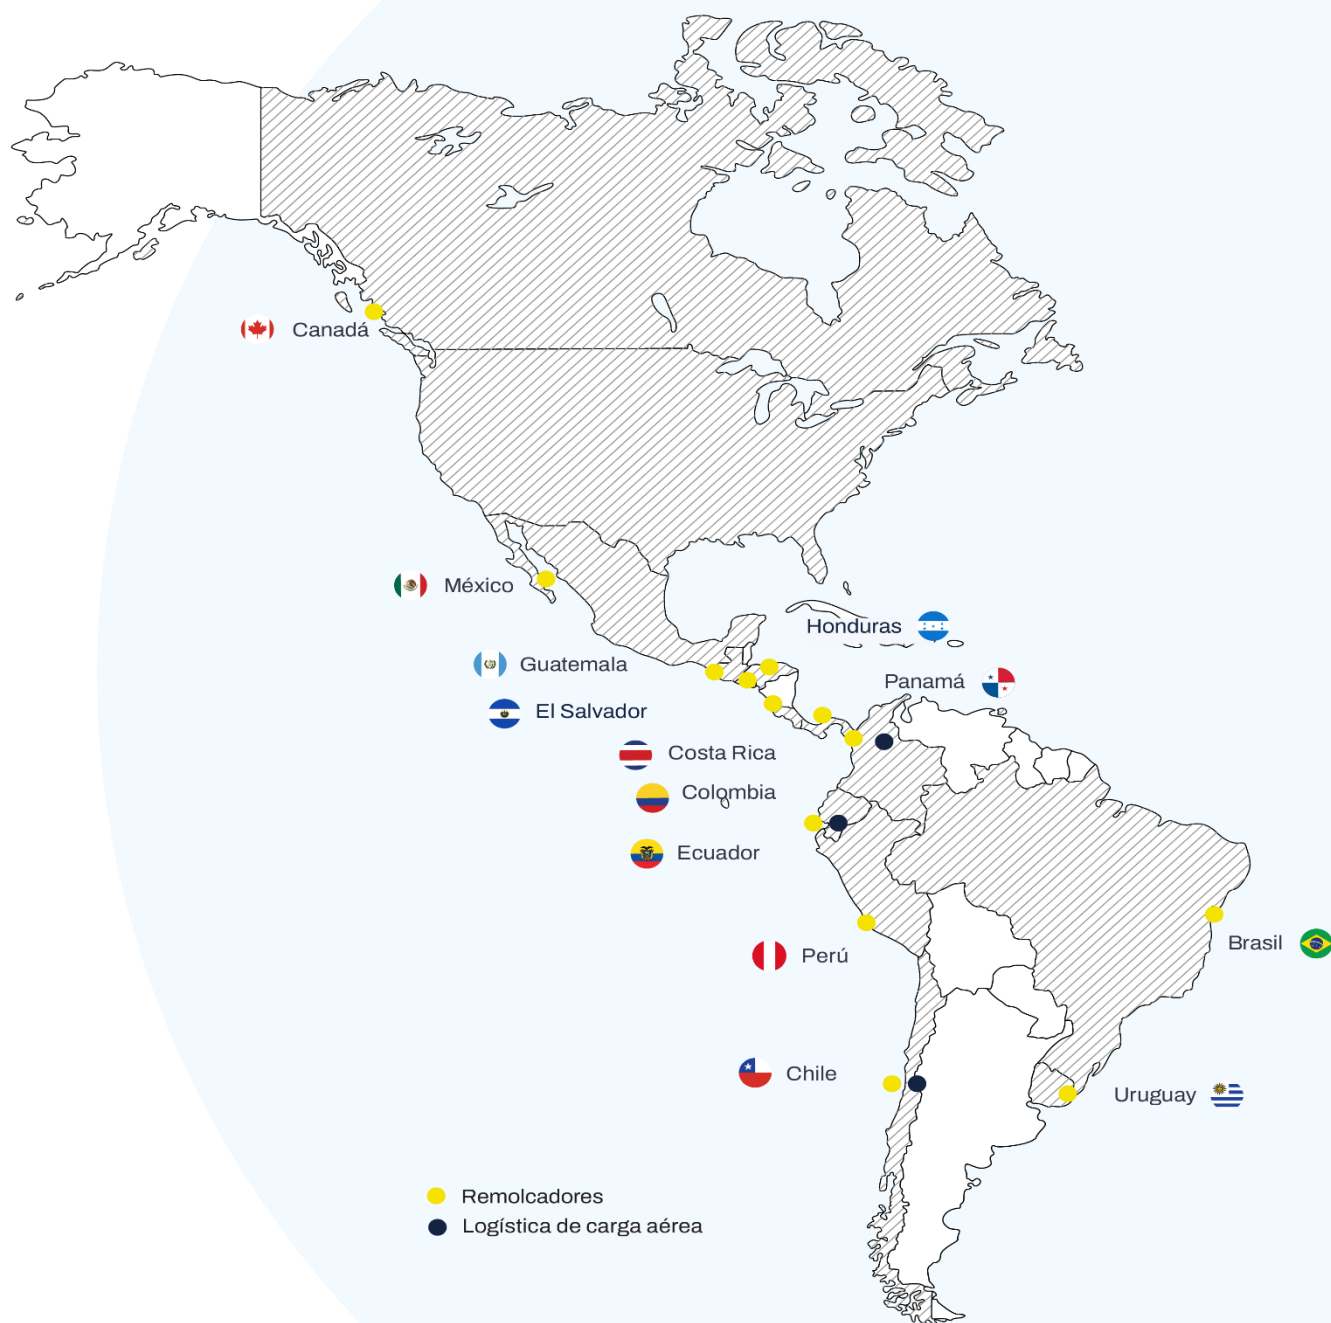 Canadá
México
Honduras
Guatemala
Panamá
El Salvador
Costa Rica
Colombia
Ecuador
Brasil
Perú
Chile
Uruguay
Remolcadores
Logística de carga aérea